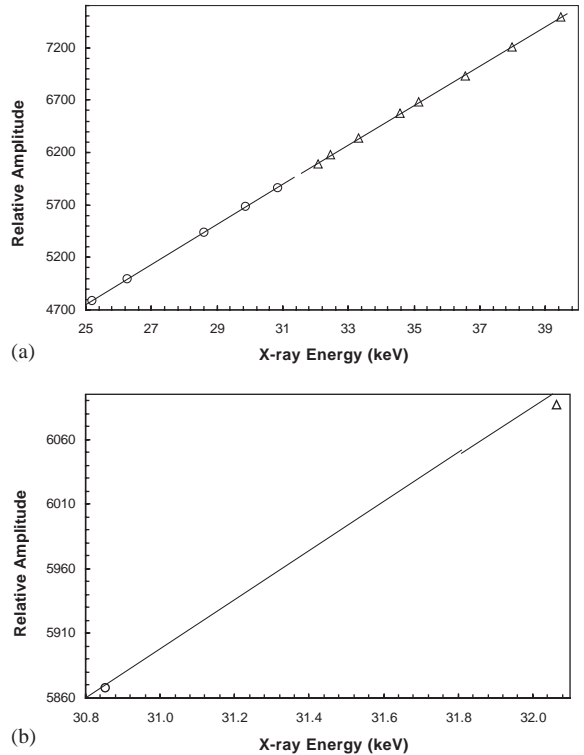 7200
6700
6200
5700
5200
4700
Relative Amplitude
25 27 29 31 33 35 37 39
X-ray Energy (keV)
(a)
6060
6010
5960
5910
5860
Relative Amplitude
30.8 31.0 31.2 31.4 31.6 31.8 32.0
X-ray Energy (keV)
(b)